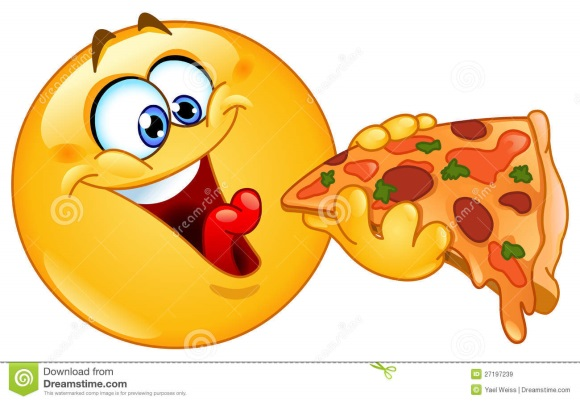 Download from
Dreamstime.com
This watermarked comp image is for previewing purposes only.
27197239
Yael Weiss | Dreamstime.com